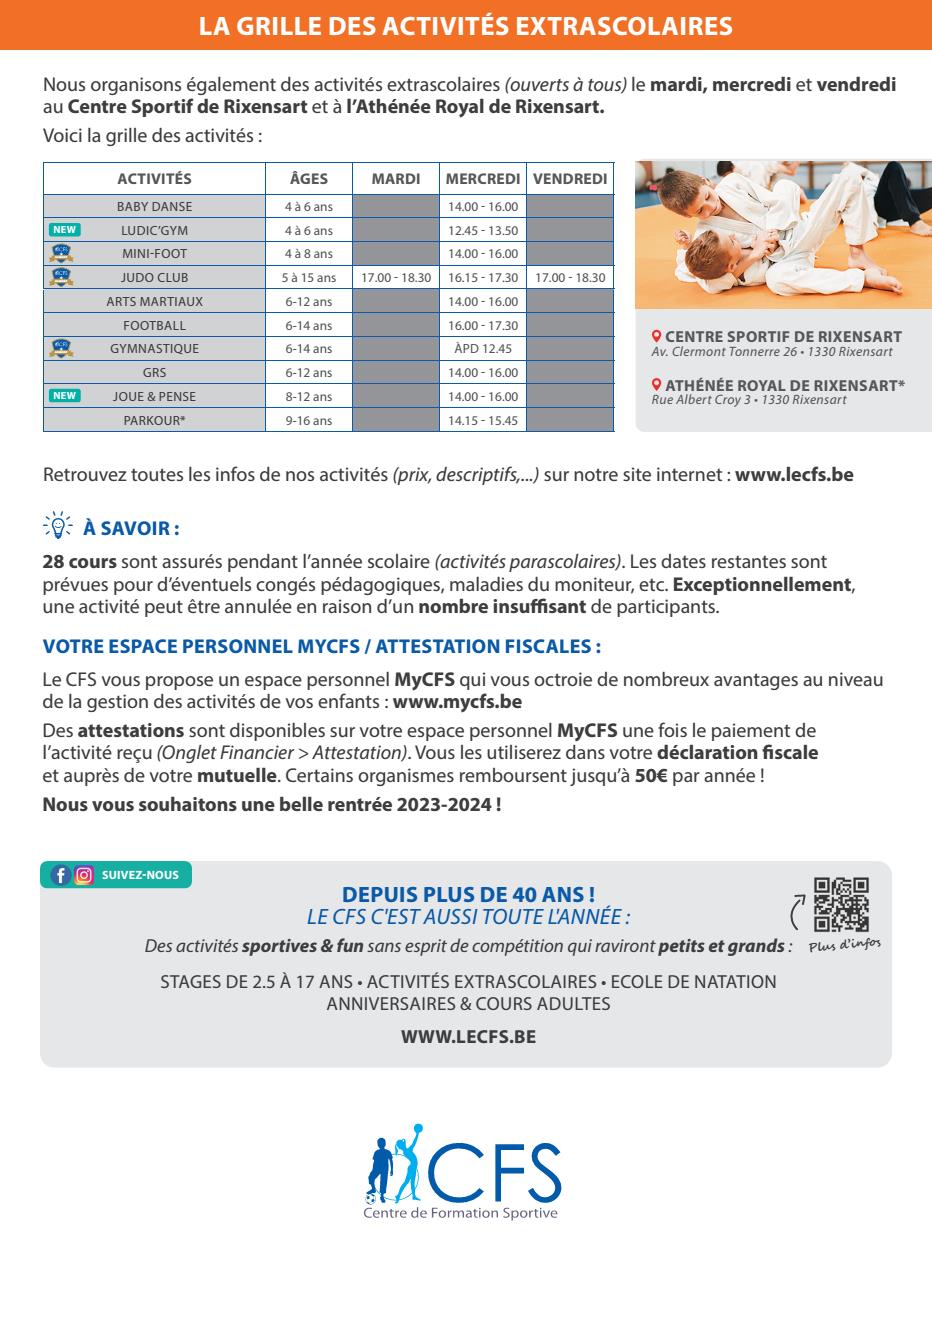 LA GRILLE DES ACTIVITÉS EXTRASCOLAIRES
Nous organisons également des activités extrascolaires (ouverts à tous) le mardi, mercredi et vendredi
au Centre Sportif de Rixensart et à l’Athénée Royal de Rixensart.
Voici la grille des activités :
ACTIVITÉS ÂGES MARDI MERCREDI VENDREDI
BABY DANSE 4 à 6 ans 14.00 - 16.00
NEW LUDIC’GYM 4 à 6 ans 12.45 - 13.50
MINI-FOOT 4 à 8 ans 14.00 - 16.00
JUDO CLUB 5 à 15 ans 17.00 - 18.30 16.15 - 17.30 17.00 - 18.30
ARTS MARTIAUX 6-12 ans 14.00 - 16.00
FOOTBALL 6-14 ans 16.00 - 17.30
GYMNASTIQUE 6-14 ans ÀPD 12.45
GRS 6-12 ans 14.00 - 16.00
NEW JOUE & PENSE 8-12 ans 14.00 - 16.00
PARKOUR* 9-16 ans 14.15 - 15.45
CENTRE SPORTIF DE RIXENSART
Av. Clermont Tonnerre 26 • 1330 Rixensart
ATHÉNÉE ROYAL DE RIXENSART*
Rue Albert Croy 3 • 1330 Rixensart
Retrouvez toutes les infos de nos activités (prix, descriptifs,...) sur notre site internet : www.lecfs.be
À SAVOIR :
28 cours sont assurés pendant l’année scolaire (activités parascolaires). Les dates restantes sont
prévues pour d’éventuels congés pédagogiques, maladies du moniteur, etc. Exceptionnellement,
une activité peut être annulée en raison d’un nombre insuffisant de participants.
VOTRE ESPACE PERSONNEL MYCFS / ATTESTATION FISCALES :
Le CFS vous propose un espace personnel MyCFS qui vous octroie de nombreux avantages au niveau
de la gestion des activités de vos enfants : www.mycfs.be
Des attestations sont disponibles sur votre espace personnel MyCFS une fois le paiement de
l’activité reçu (Onglet Financier > Attestation). Vous les utiliserez dans votre déclaration fiscale
et auprès de votre mutuelle. Certains organismes remboursent jusqu’à 50€ par année !
Nous vous souhaitons une belle rentrée 2023-2024 !
SUIVEZ-NOUS
DEPUIS PLUS DE 40 ANS !
LE CFS C'EST AUSSI TOUTE L'ANNÉE :
Des activités sportives & fun sans esprit de compétition qui raviront petits et grands :
Plus d'infos
STAGES DE 2.5 À 17 ANS • ACTIVITÉS EXTRASCOLAIRES • ECOLE DE NATATION
ANNIVERSAIRES & COURS ADULTES
WWW.LECFS.BE
CFS
Centre de Formation Sportive